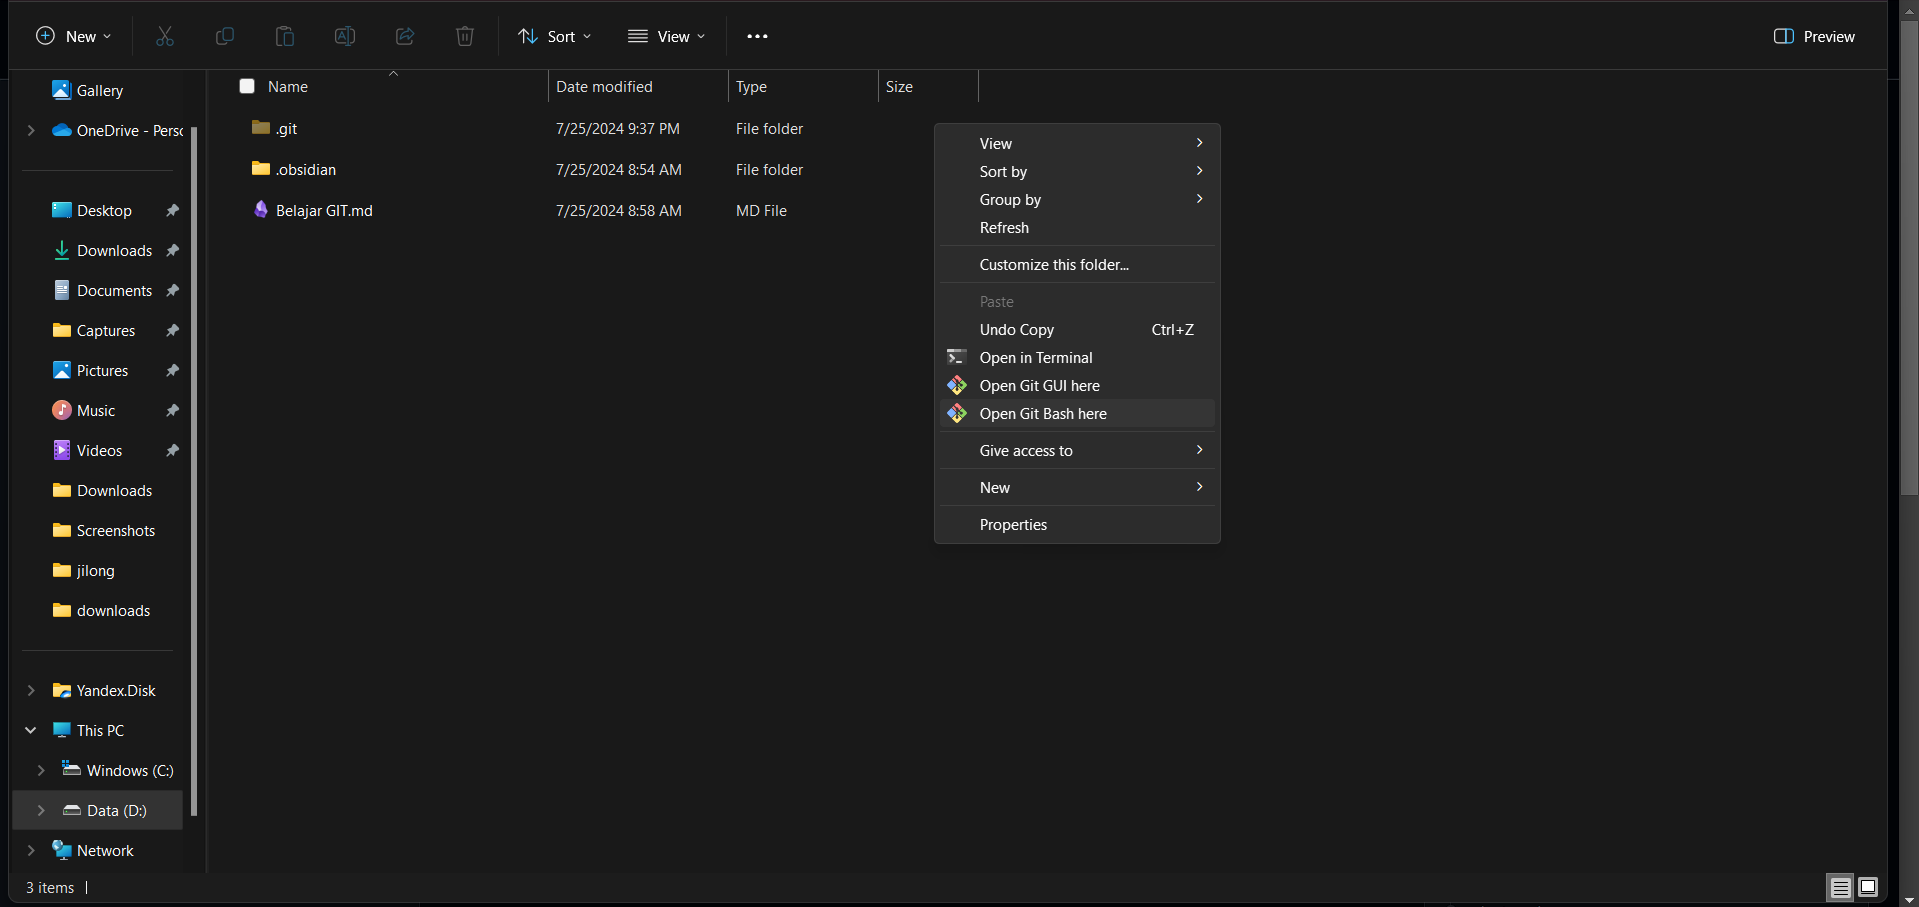 New
Sort
View
Preview
Gallery
OneDrive - Perso
Desktop
Downloads
Documents
Captures
Pictures
Music
Videos
Downloads
Screenshots
jilong
downloads
Yandex.Disk
This PC
Windows (C:)
Data (D:)
Network
Name Date modified Type Size
.git 7/25/2024 9:37 PM File folder
.obsidian 7/25/2024 8:54 AM File folder
Belajar GIT.md 7/25/2024 8:58 AM MD File
View
Sort by
Group by
Refresh
Customize this folder...
Paste
Undo Copy Ctrl+Z
Open in Terminal
Open Git GUI here
Open Git Bash here
Give access to
New
Properties
3 items